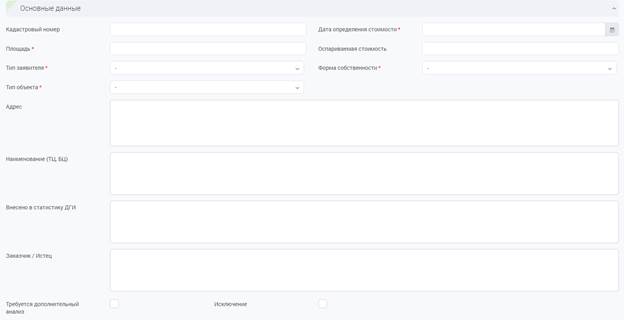 Основные данные
Кадастровый номер
Дата определения стоимости *
Площадь *
Оспариваемая стоимость
Тип заявителя *
-
Форма собственности *
-
Тип объекта *
-
Адрес
Наименование (ТЦ, БЦ)
Внесено в статистику ДГИ
Заказчик / Истец
Требуется дополнительный
анализ
Исключение